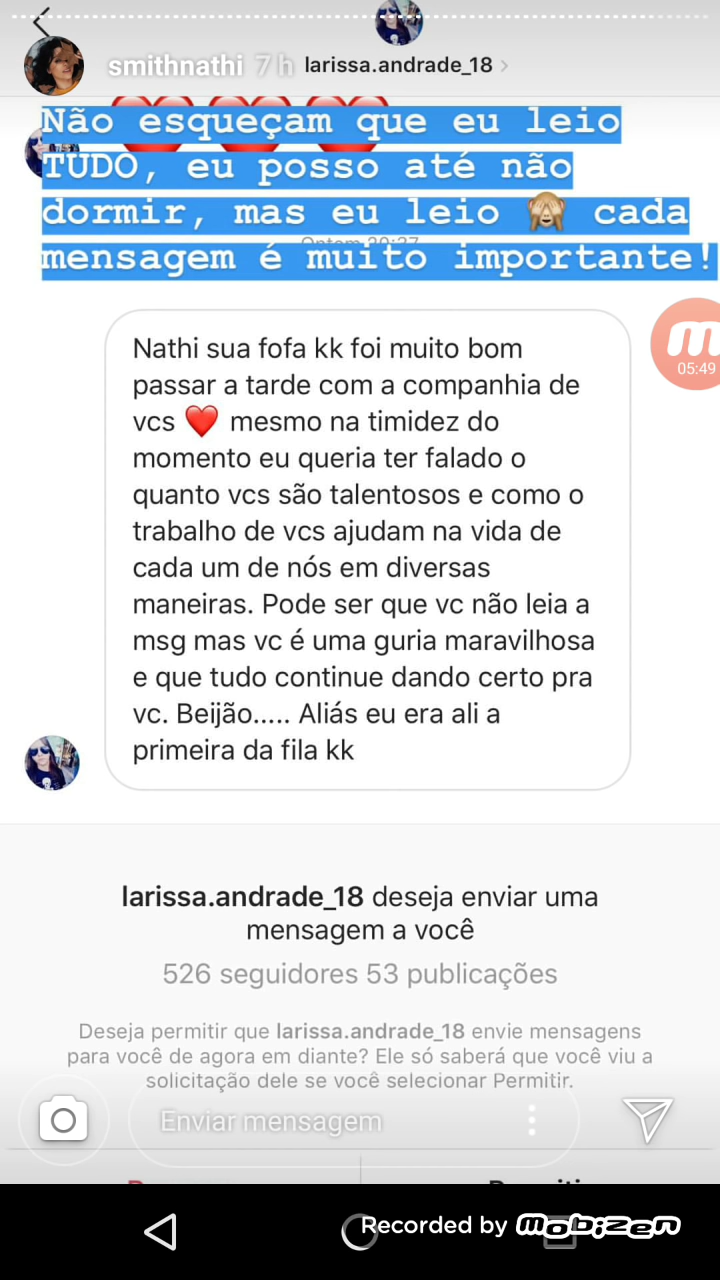 smithnathi 7 h larissa.andrade_18 >
Não esqueçam que eu leio
TUDO, eu posso até não
dormir, mas eu leio 🙈 cada
mensagem é muito importante!
05:49
Nathi sua fofa kk foi muito bom
passar a tarde com a companhia de
vcs ❤️ mesmo na timidez do
momento eu queria ter falado o
quanto vcs são talentosos e como o
trabalho de vcs ajudam na vida de
cada um de nós em diversas
maneiras. Pode ser que vc não leia a
msg mas vc é uma guria maravilhosa
e que tudo continue dando certo pra
vc. Beijão..... Aliás eu era ali a
primeira da fila kk
larissa.andrade_18 deseja enviar uma
mensagem a você
526 seguidores 53 publicações
Deseja permitir que larissa.andrade_18 envie mensagens
para você de agora em diante? Ele só saberá que você viu a
solicitação dele se você selecionar Permitir.
Enviar mensagem
Recorded by Mobizen